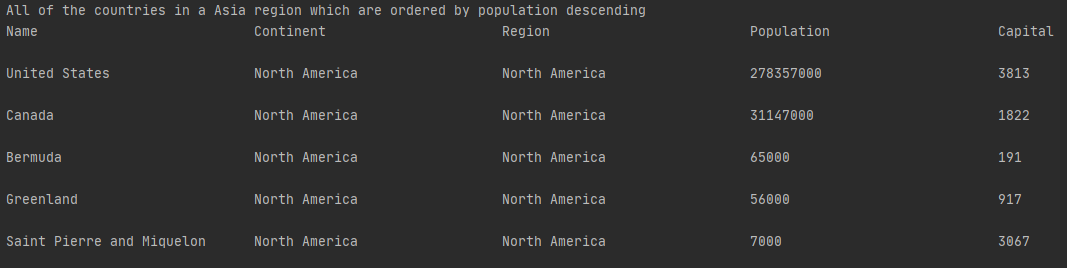 All of the countries in a Asia region which are ordered by population descending
Name Continent Region Population Capital
United States North America North America 278357000 3813
Canada North America North America 31147000 1822
Bermuda North America North America 65000 191
Greenland North America North America 56000 917
Saint Pierre and Miquelon North America North America 7000 3067